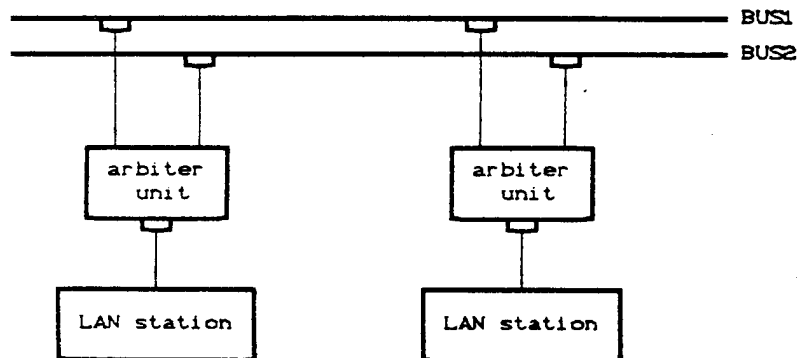 BUS1
BUS2
arbiter
unit
arbiter
unit
LAN station
LAN station